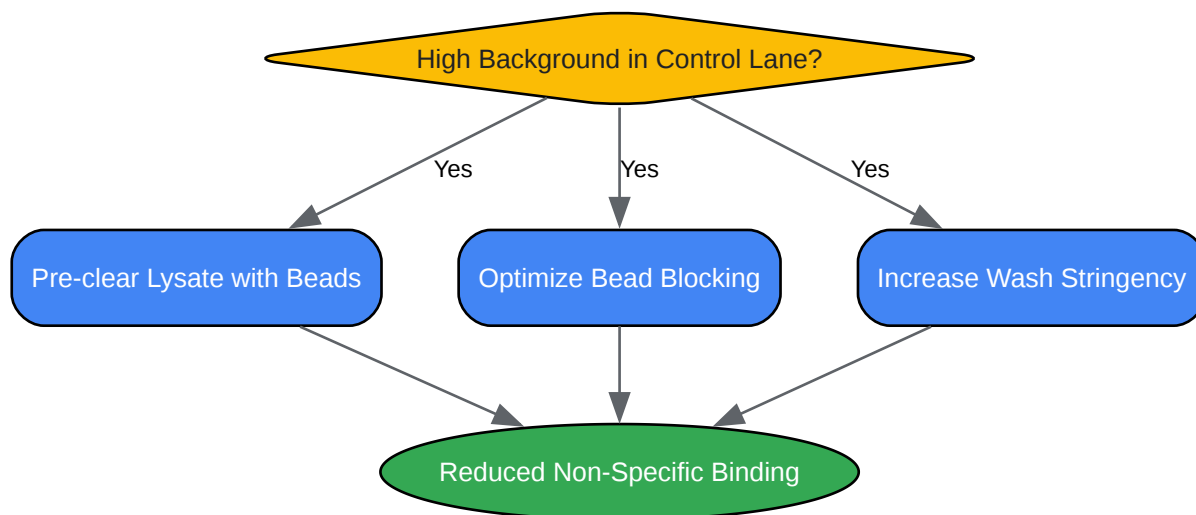 High Background in Control Lane?
Yes
Yes
Yes
Pre-clear Lysate with Beads
Optimize Bead Blocking
Increase Wash Stringency
Reduced Non-Specific Binding